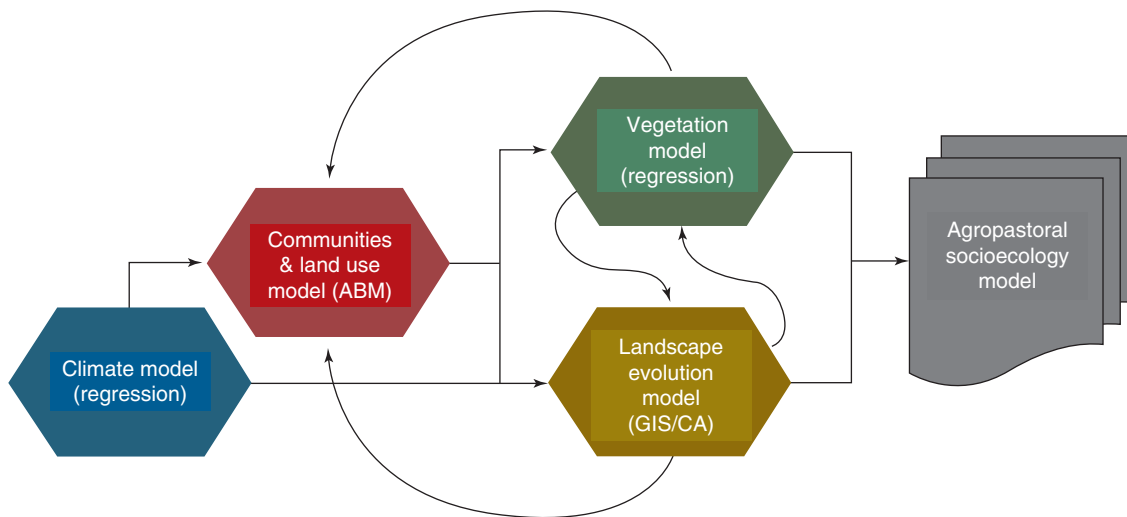 Climate model
(regression)
Communities
& land use
model (ABM)
Vegetation
model
(regression)
Landscape
evolution
model
(GIS/CA)
Agropastoral
socioecology
model